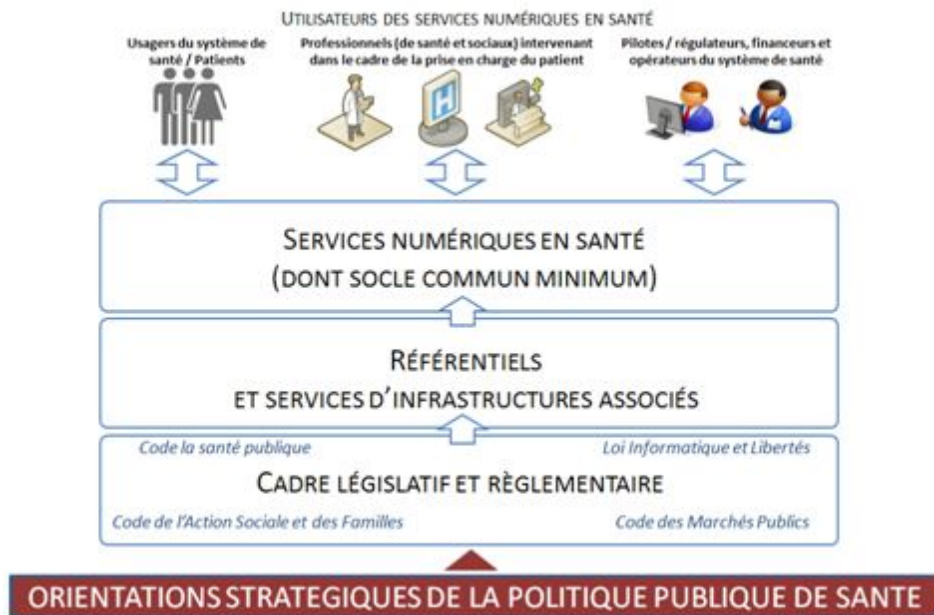 UTILISATEURS DES SERVICES NUMÉRIQUES EN SANTÉ
Usagers du système de
santé / Patients
Professionnels (de santé et sociaux) intervenant
dans le cadre de la prise en charge du patient
Pilotes / régulateurs, financeurs et
opérateurs du système de santé
H
SERVICES NUMÉRIQUES EN SANTÉ
(DONT SOCLE COMMUN MINIMUM)
RÉFÉRENTIELS
ET SERVICES D'INFRASTRUCTURES ASSOCIÉS
Code la santé publique
Loi Informatique et Libertés
CADRE LÉGISLATIF ET RÈGLEMENTAIRE
Code de l'Action Sociale et des Familles
Code des Marchés Publics
ORIENTATIONS STRATEGIQUES DE LA POLITIQUE PUBLIQUE DE SANTE